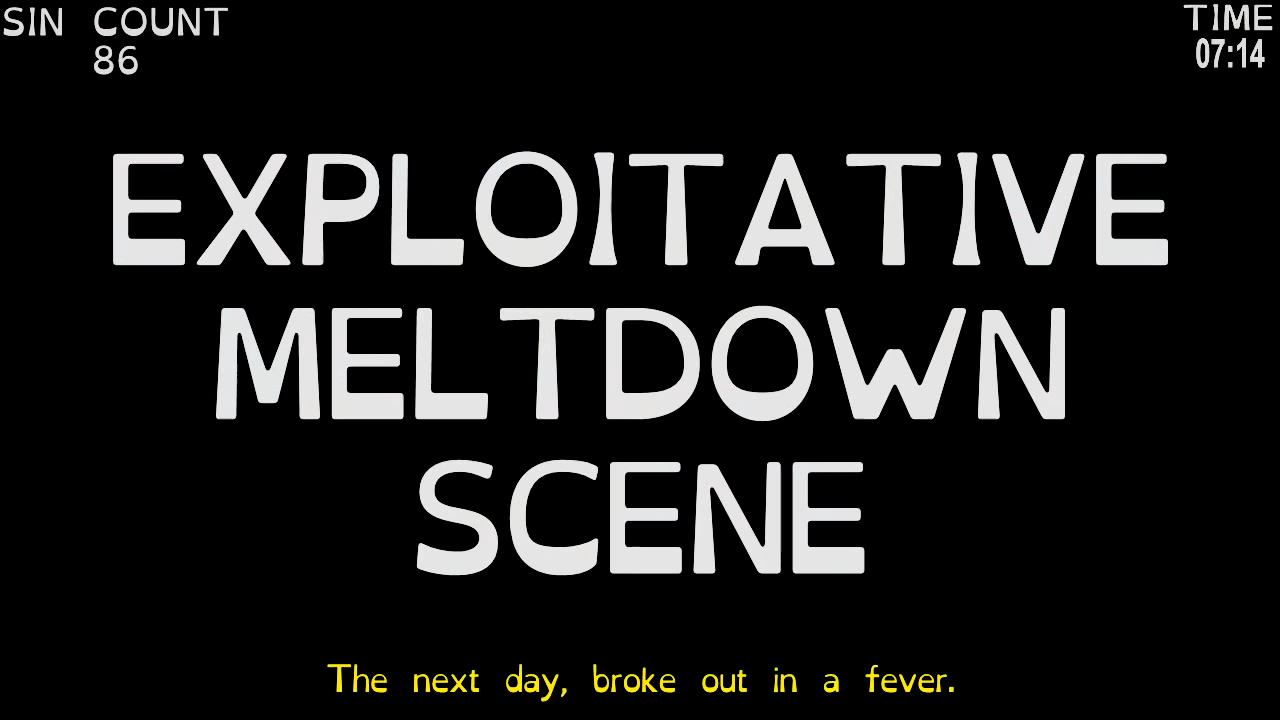 SIN COUNT
86
TIME
07:14
EXPLOITATIVE
MELTDOWN
SCENE
The next day, broke out in a fever.